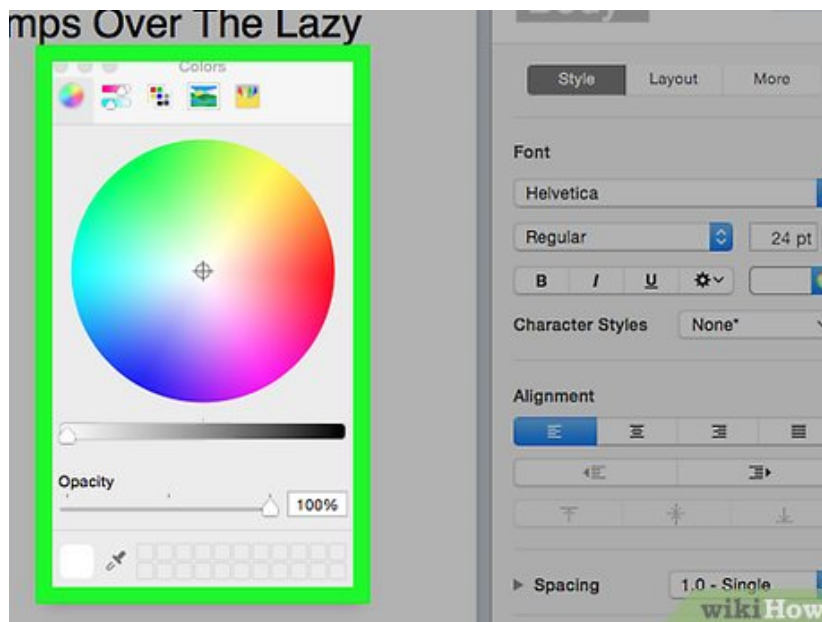 mps Over The Lazy
Colors
Opacity
100%
Body
Style Layout More
Font
Helvetica
Regular 24 pt
B I U
Character Styles None*
Alignment
Spacing 1.0 - Single
wikiHow